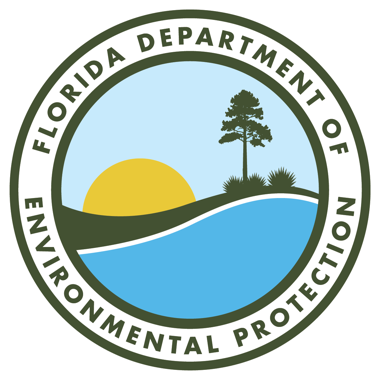 FLORIDA DEPARTMENT OF
ENVIRONMENTAL PROTECTION